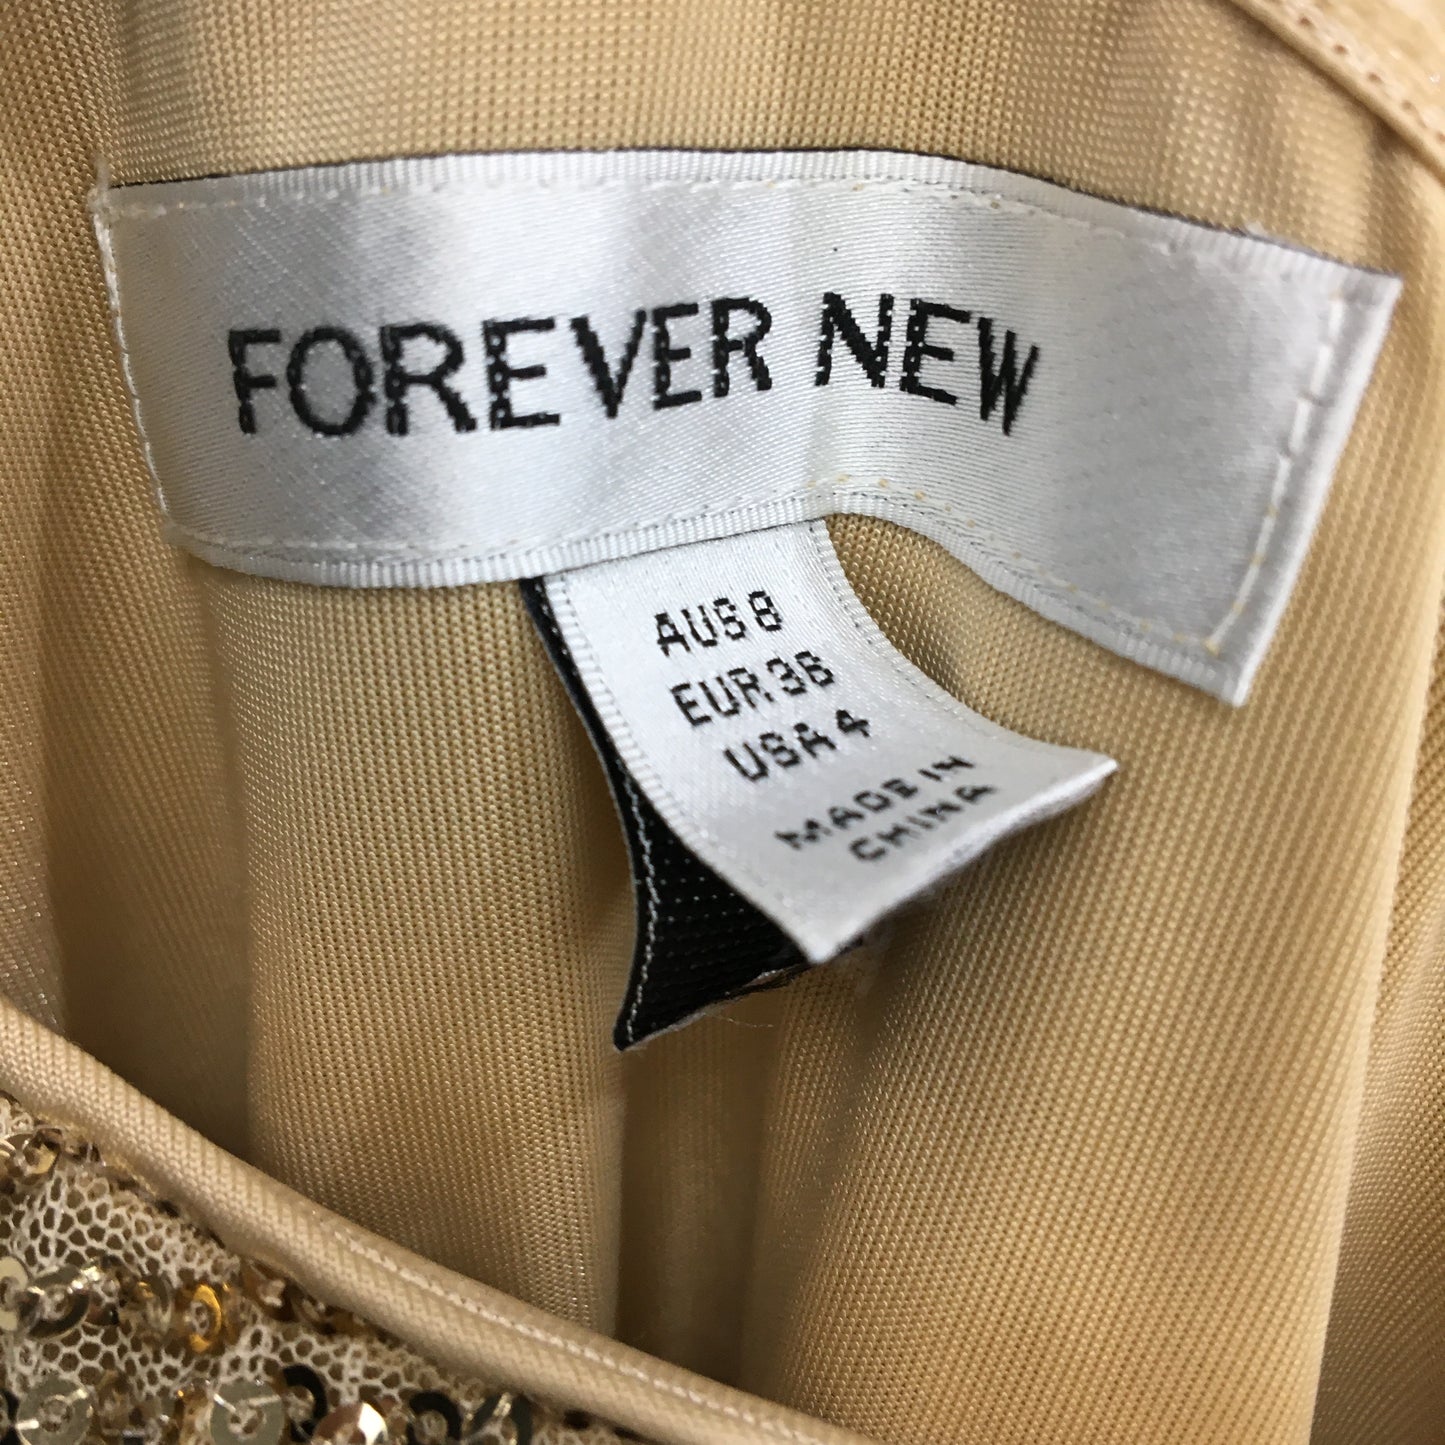 FOREVER NEW
AUS 8
EUR 36
USA 4
MADE IN
CHINA